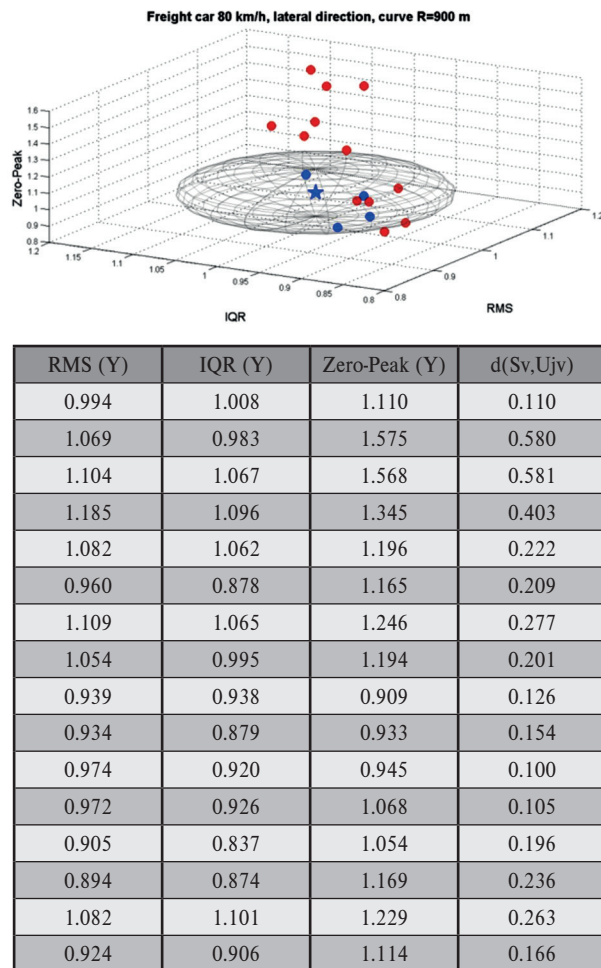 Freight car 80 km/h, lateral direction, curve R=900 m
Zero-Peak
1.6
1.5
1.4
1.3
1.2
1.1
1
0.9
0.8
1.2
1.15
1.1
1.05
1
0.95
0.9
0.85
0.8
IQR
0.8
0.9
1
1.1
1.2
RMS
RMS (Y) IQR (Y) Zero-Peak (Y) d(Sv,Ujv)
0.994 1.008 1.110 0.110
1.069 0.983 1.575 0.580
1.104 1.067 1.568 0.581
1.185 1.096 1.345 0.403
1.082 1.062 1.196 0.222
0.960 0.878 1.165 0.209
1.109 1.065 1.246 0.277
1.054 0.995 1.194 0.201
0.939 0.938 0.909 0.126
0.934 0.879 0.933 0.154
0.974 0.920 0.945 0.100
0.972 0.926 1.068 0.105
0.905 0.837 1.054 0.196
0.894 0.874 1.169 0.236
1.082 1.101 1.229 0.263
0.924 0.906 1.114 0.166